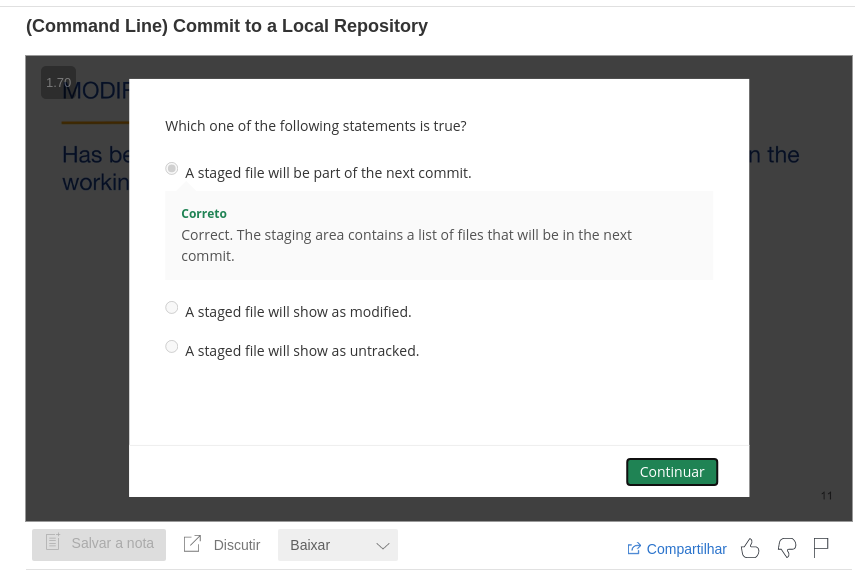 (Command Line) Commit to a Local Repository
1.70
MODIF
Has be
n the
workin
Which one of the following statements is true?
A staged file will be part of the next commit.
Correto
Correct. The staging area contains a list of files that will be in the next
commit.
A staged file will show as modified.
A staged file will show as untracked.
Continuar
11
Salvar a nota
Discutir
Baixar
Compartilhar